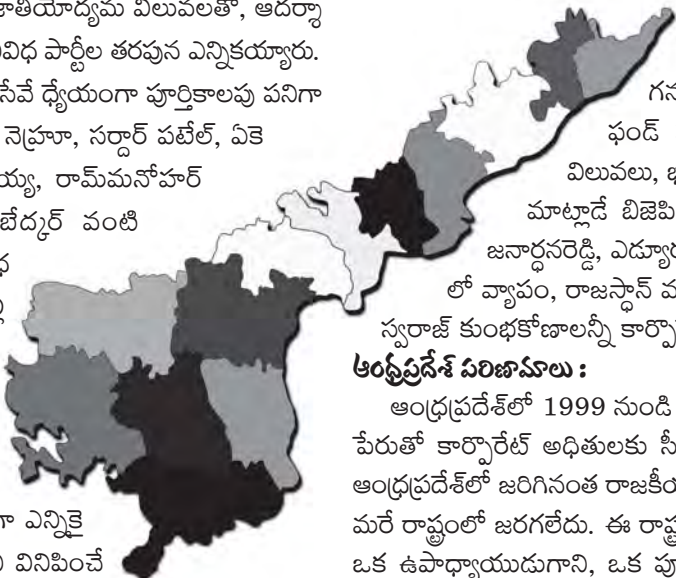 జాతీయోద్యమ విలువలతో, ఆదర్శా
వివిధ పార్టీల తరపున ఎన్నికయ్యారు.
సేవే ధ్యేయంగా పూర్తికాలపు పనిగా
నెహ్రూ, సర్దార్ పటేల్, ఏకె
య్య, రామ్‌మనోహర్
బేద్కర్ వంటి
గా ఎన్నికై
వినిపించే
గన
ఫండ్
విలువలు, భ
మాట్లాడే బిజెపి
జనార్ధనరెడ్డి, ఎడ్యూర
లో వ్యాపం, రాజస్థాన్ వ
స్వరాజ్ కుంభకోణాలన్నీ కార్పొ
ఆంధ్రప్రదేశ్ పరిణామాలు :
ఆంధ్రప్రదేశ్‌లో 1999 నుండి
పేరుతో కార్పొరేట్ అధితులకు సీ
ఆంధ్రప్రదేశ్‌లో జరిగినంత రాజకీయ
మరే రాష్ట్రంలో జరగలేదు. ఈ రాష్ట్ర
ఒక ఉపాధ్యాయుడుగాని, ఒక పూ